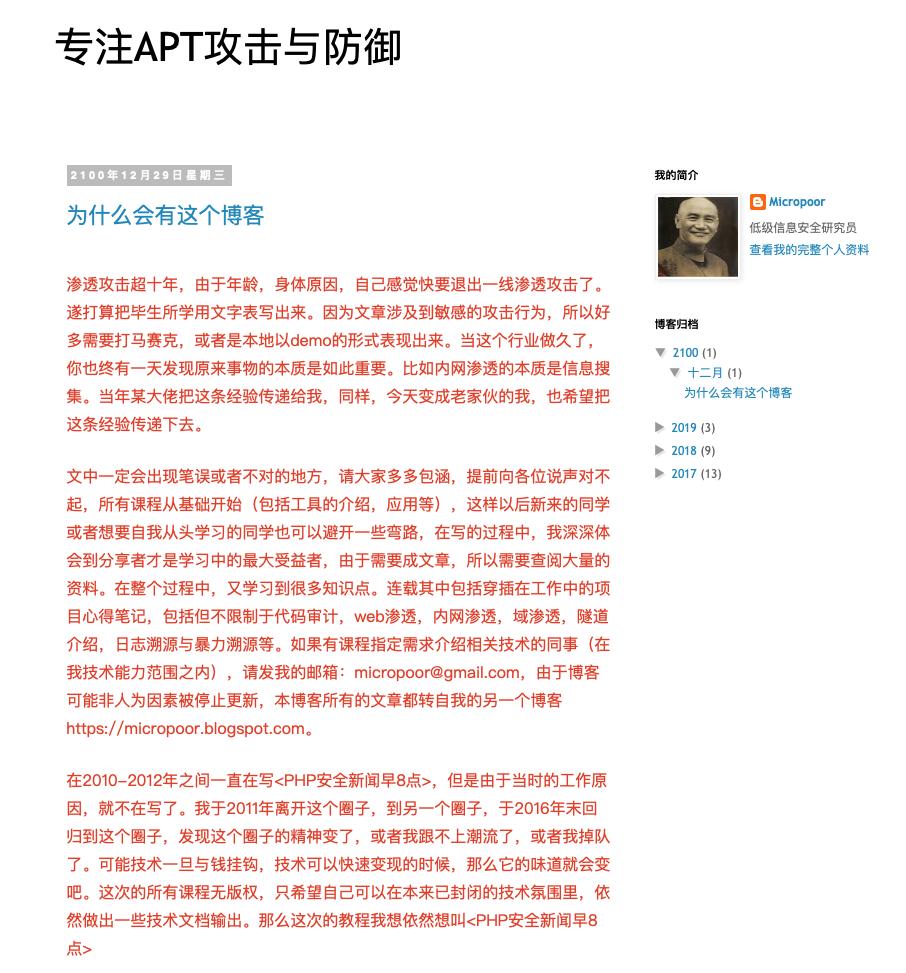 专注APT攻击与防御
2100年12月29日星期三
为什么会有这个博客
渗透攻击超十年，由于年龄，身体原因，自己感觉快要退出一线渗透攻击了。
遂打算把毕生所学用文字表写出来。因为文章涉及到敏感的攻击行为，所以好
多需要打马赛克，或者是本地以demo的形式表现出来。当这个行业做久了，
你也终有一天发现原来事物的本质是如此重要。比如内网渗透的本质是信息搜
集。当年某大佬把这条经验传递给我，同样，今天变成老家伙的我，也希望把
这条经验传递下去。
文中一定会出现笔误或者不对的地方，请大家多多包涵，提前向各位说声对不
起，所有课程从基础开始（包括工具的介绍，应用等），这样以后新来的同学
或者想要自我从头学习的同学也可以避开一些弯路，在写的过程中，我深深体
会到分享者才是学习中的最大受益者，由于需要成文章，所以需要查阅大量的
资料。在整个过程中，又学习到很多知识点。连载其中包括穿插在工作中的项
目心得笔记，包括但不限制于代码审计，web渗透，内网渗透，域渗透，隧道
介绍，日志溯源与暴力溯源等。如果有课程指定需求介绍相关技术的同事（在
我技术能力范围之内），请发我的邮箱：micropoor@gmail.com，由于博客
可能非人为因素被停止更新，本博客所有的文章都转自我的另一个博客
https://micropoor.blogspot.com。
在2010-2012年之间一直在写<PHP安全新闻早8点>，但是由于当时的工作原
因，就不在写了。我于2011年离开这个圈子，到另一个圈子，于2016年末回
归到这个圈子，发现这个圈子的精神变了，或者我跟不上潮流了，或者我掉队
了。可能技术一旦与钱挂钩，技术可以快速变现的时候，那么它的味道就会变
吧。这次的所有课程无版权，只希望自己可以在本来已封闭的技术氛围里，依
然做出一些技术文档输出。那么这次的教程我想依然想叫<PHP安全新闻早8
点>
我的简介
Micropoor
低级信息安全研究员
查看我的完整个人资料
博客归档
▼ 2100 (1)
▼ 十二月 (1)
为什么会有这个博客
► 2019 (3)
► 2018 (9)
► 2017 (13)